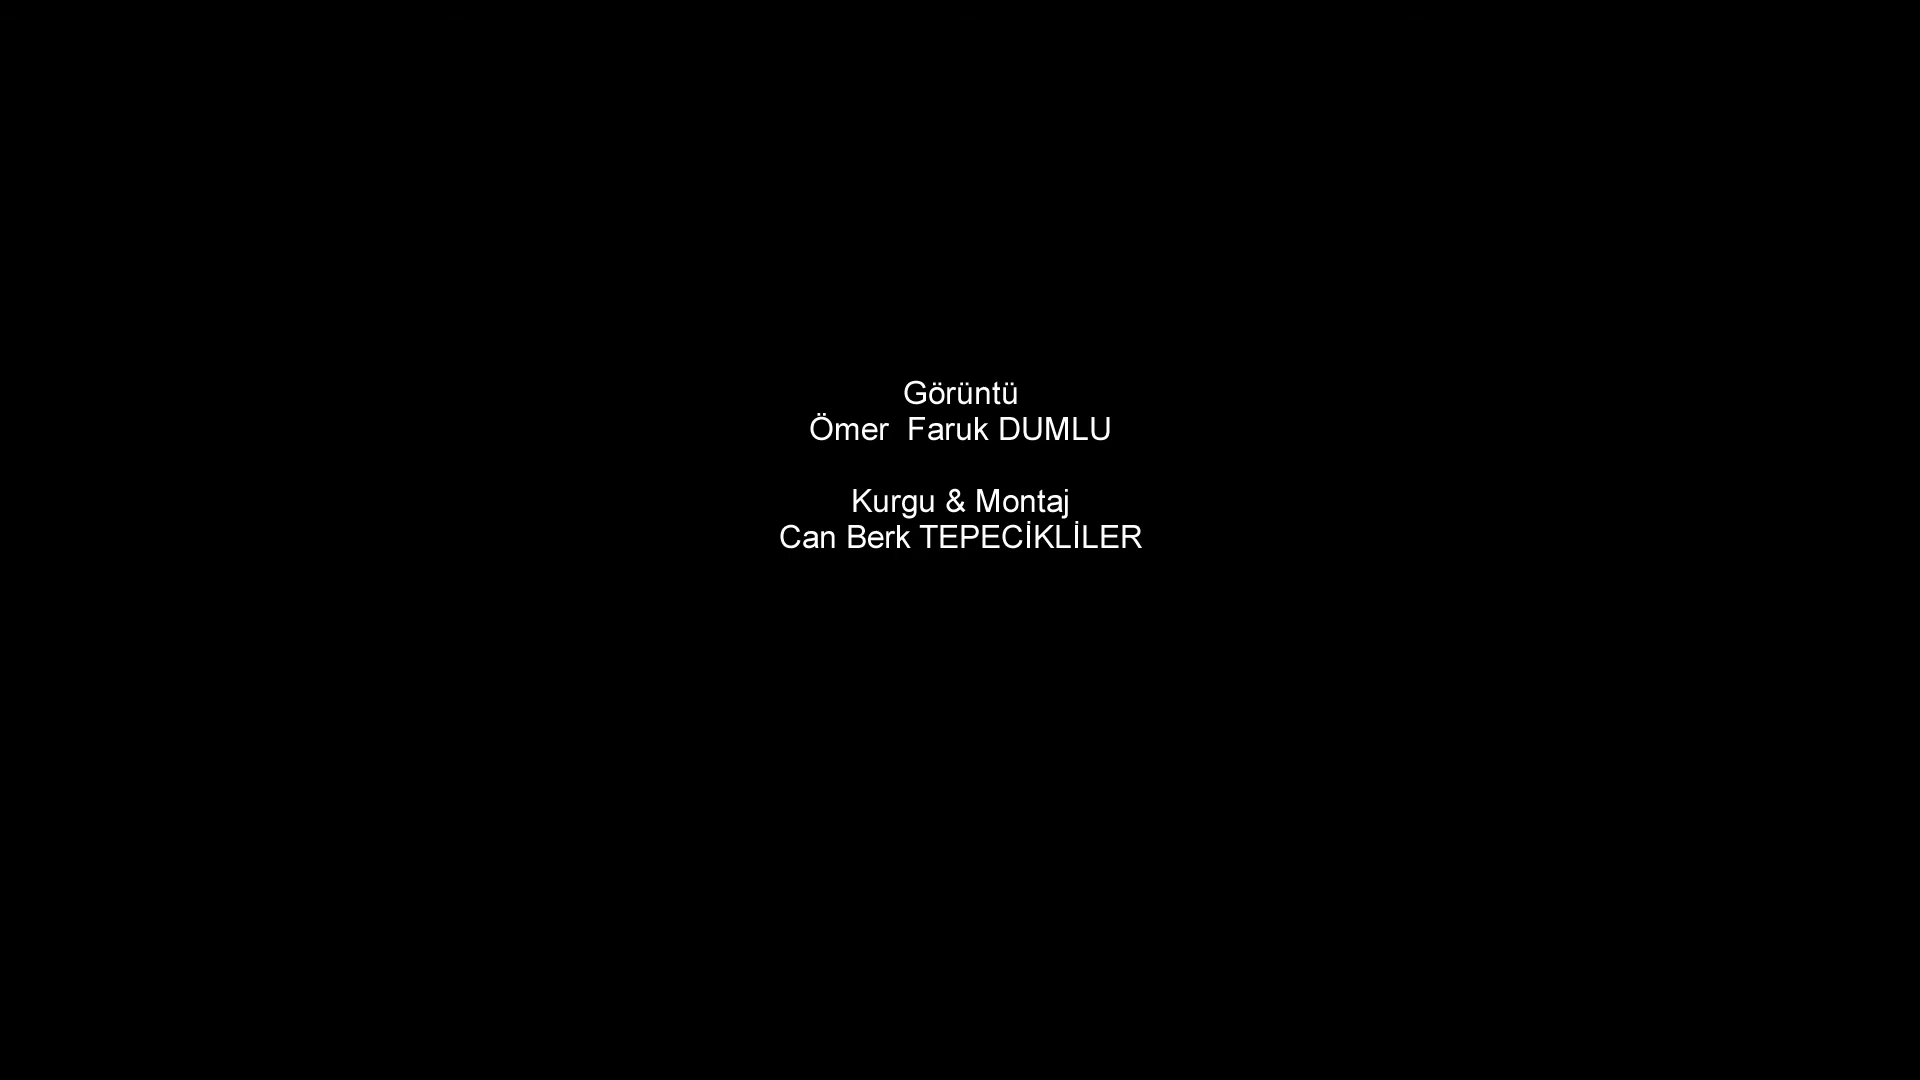 Görüntü
Ömer  Faruk DUMLU
Kurgu & Montaj
Can Berk TEPECİKLİLER